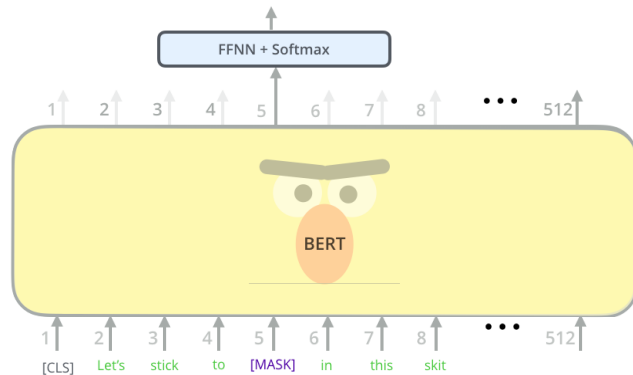 FFNN + Softmax
1 2 3 4 5 6 7 8 ••• 512
BERT
1 2 3 4 5 6 7 8 ••• 512
[CLS] Let's stick to [MASK] in this skit